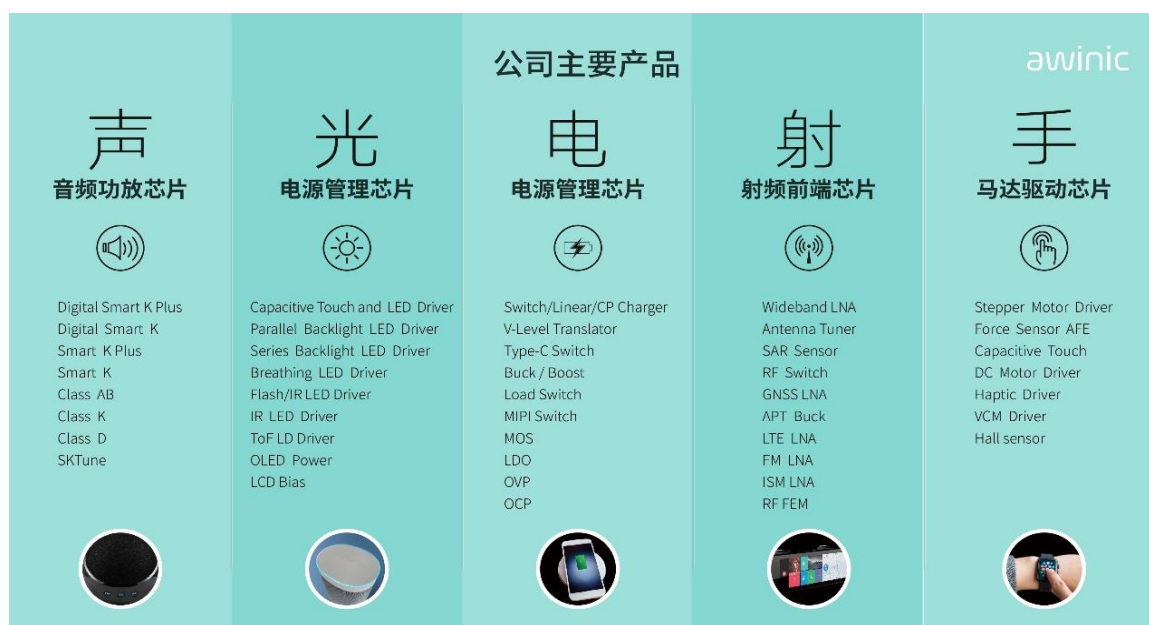 公司主要产品
awinic
声
音频功放芯片
Digital Smart K Plus
Digital Smart K
Smart K Plus
Smart K
Class AB
Class K
Class D
SKTune
光
电源管理芯片
Capacitive Touch and LED Driver
Parallel Backlight LED Driver
Series Backlight LED Driver
Breathing LED Driver
Flash/IR LED Driver
IR LED Driver
ToF LD Driver
OLED Power
LCD Bias
电
电源管理芯片
Switch/Linear/CP Charger
V-Level Translator
Type-C Switch
Buck / Boost
Load Switch
MIPI Switch
MOS
LDO
OVP
OCP
射
射频前端芯片
Wideband LNA
Antenna Tuner
SAR Sensor
RF Switch
GNSS LNA
APT Buck
LTE LNA
FM LNA
ISM LNA
RF FEM
手
马达驱动芯片
Stepper Motor Driver
Force Sensor AFE
Capacitive Touch
DC Motor Driver
Haptic Driver
VCM Driver
Hall sensor